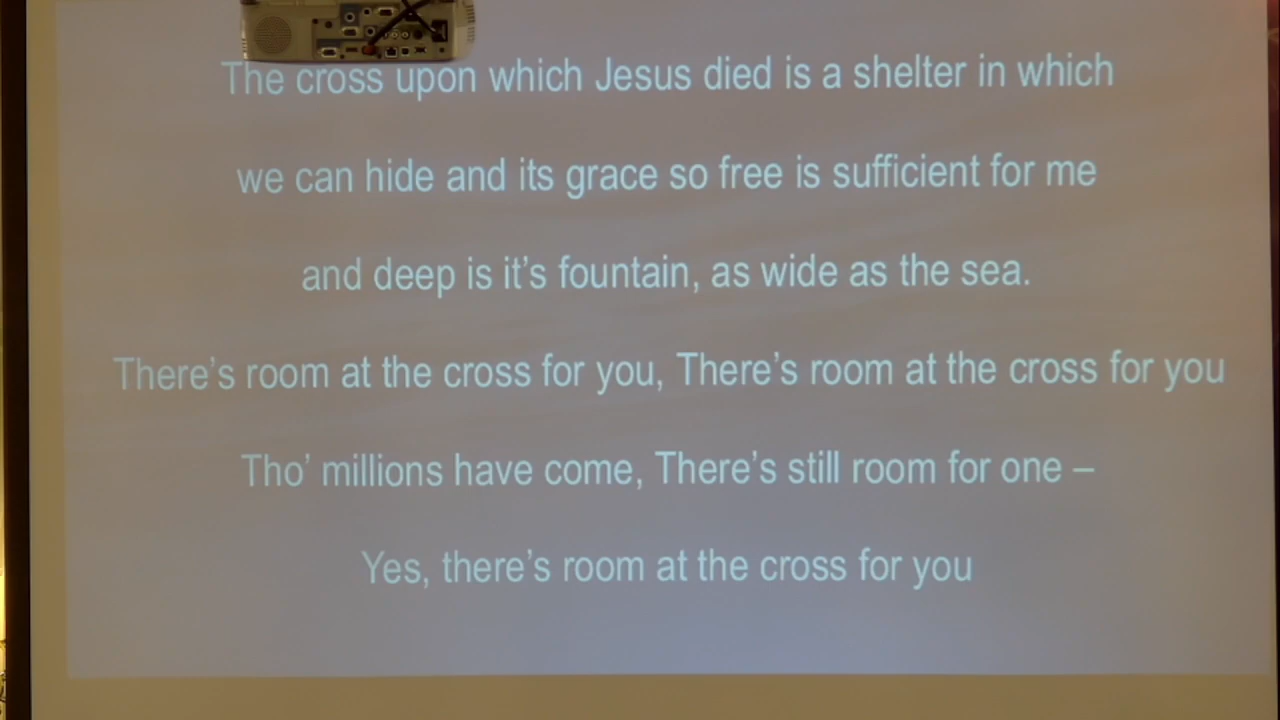 The cross upon which Jesus died is a shelter in which
we can hide and its grace so free is sufficient for me
and deep is it’s fountain, as wide as the sea.
There’s room at the cross for you, There’s room at the cross for you
Tho’ millions have come, There’s still room for one –
Yes, there’s room at the cross for you